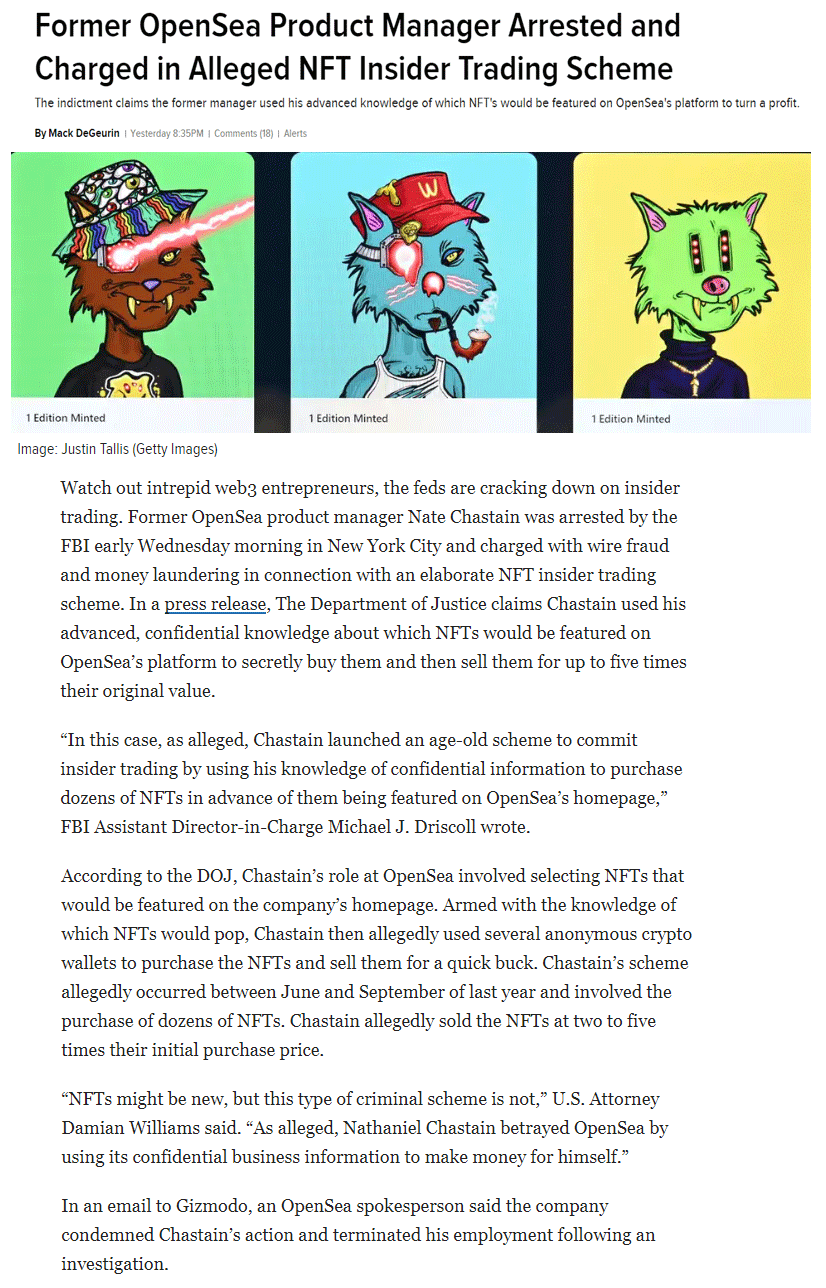 Former OpenSea Product Manager Arrested and
Charged in Alleged NFT Insider Trading Scheme
The indictment claims the former manager used his advanced knowledge of which NFT's would be featured on OpenSea's platform to turn a profit.
By Mack DeGeurin | Yesterday 8:35PM | Comments (18) | Alerts
W
1 Edition Minted
1 Edition Minted
1 Edition Minted
Image: Justin Tallis (Getty Images)
Watch out intrepid web3 entrepreneurs, the feds are cracking down on insider
trading. Former OpenSea product manager Nate Chastain was arrested by the
FBI early Wednesday morning in New York City and charged with wire fraud
and money laundering in connection with an elaborate NFT insider trading
scheme. In a press release, The Department of Justice claims Chastain used his
advanced, confidential knowledge about which NFTs would be featured on
OpenSea’s platform to secretly buy them and then sell them for up to five times
their original value.
“In this case, as alleged, Chastain launched an age-old scheme to commit
insider trading by using his knowledge of confidential information to purchase
dozens of NFTs in advance of them being featured on OpenSea’s homepage,”
FBI Assistant Director-in-Charge Michael J. Driscoll wrote.
According to the DOJ, Chastain’s role at OpenSea involved selecting NFTs that
would be featured on the company’s homepage. Armed with the knowledge of
which NFTs would pop, Chastain then allegedly used several anonymous crypto
wallets to purchase the NFTs and sell them for a quick buck. Chastain’s scheme
allegedly occurred between June and September of last year and involved the
purchase of dozens of NFTs. Chastain allegedly sold the NFTs at two to five
times their initial purchase price.
“NFTs might be new, but this type of criminal scheme is not,” U.S. Attorney
Damian Williams said. “As alleged, Nathaniel Chastain betrayed OpenSea by
using its confidential business information to make money for himself.”
In an email to Gizmodo, an OpenSea spokesperson said the company
condemned Chastain’s action and terminated his employment following an
investigation.